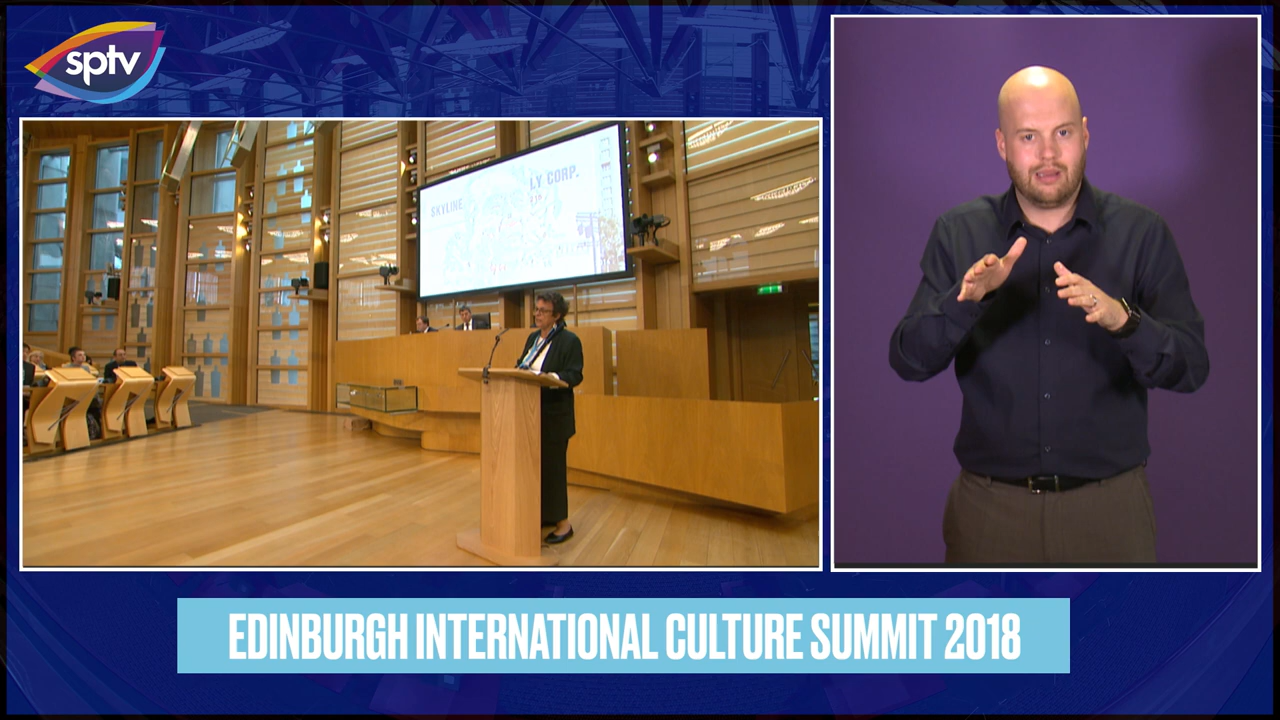 sptv
SKYLINE
LY CORP.
EDINBURGH INTERNATIONAL CULTURE SUMMIT 2018